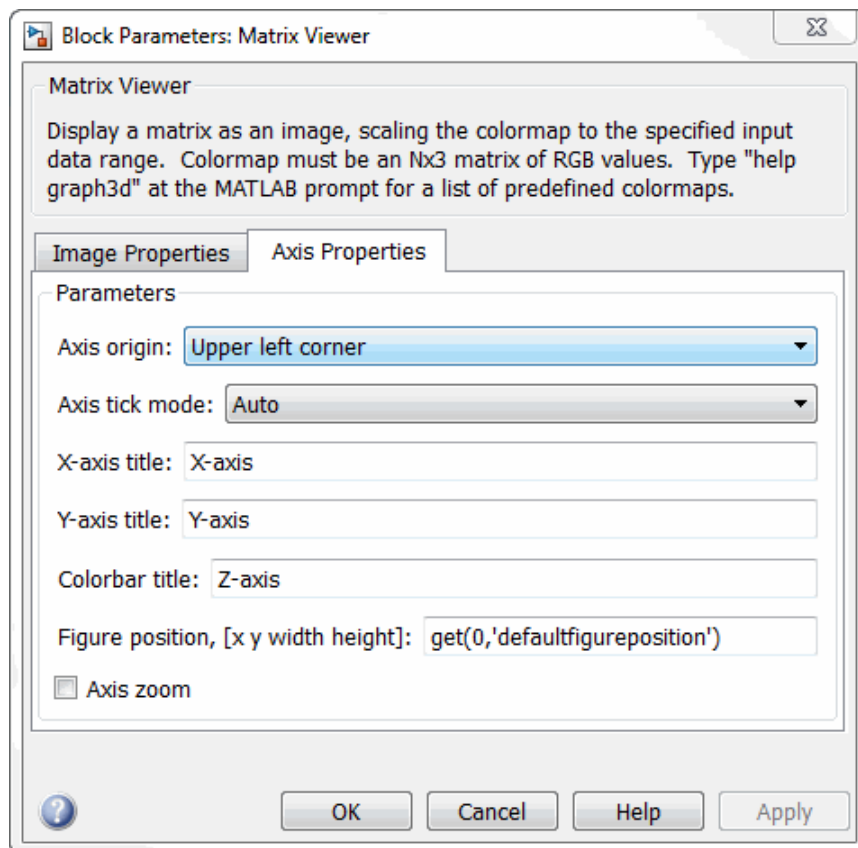 Block Parameters: Matrix Viewer
Matrix Viewer
Display a matrix as an image, scaling the colormap to the specified input
data range. Colormap must be an Nx3 matrix of RGB values. Type "help
graph3d" at the MATLAB prompt for a list of predefined colormaps.
Image Properties Axis Properties
Parameters
Axis origin: Upper left corner
Axis tick mode: Auto
X-axis title: X-axis
Y-axis title: Y-axis
Colorbar title: Z-axis
Figure position, [x y width height]: get(0,'defaultfigureposition')
Axis zoom
? OK Cancel Help Apply